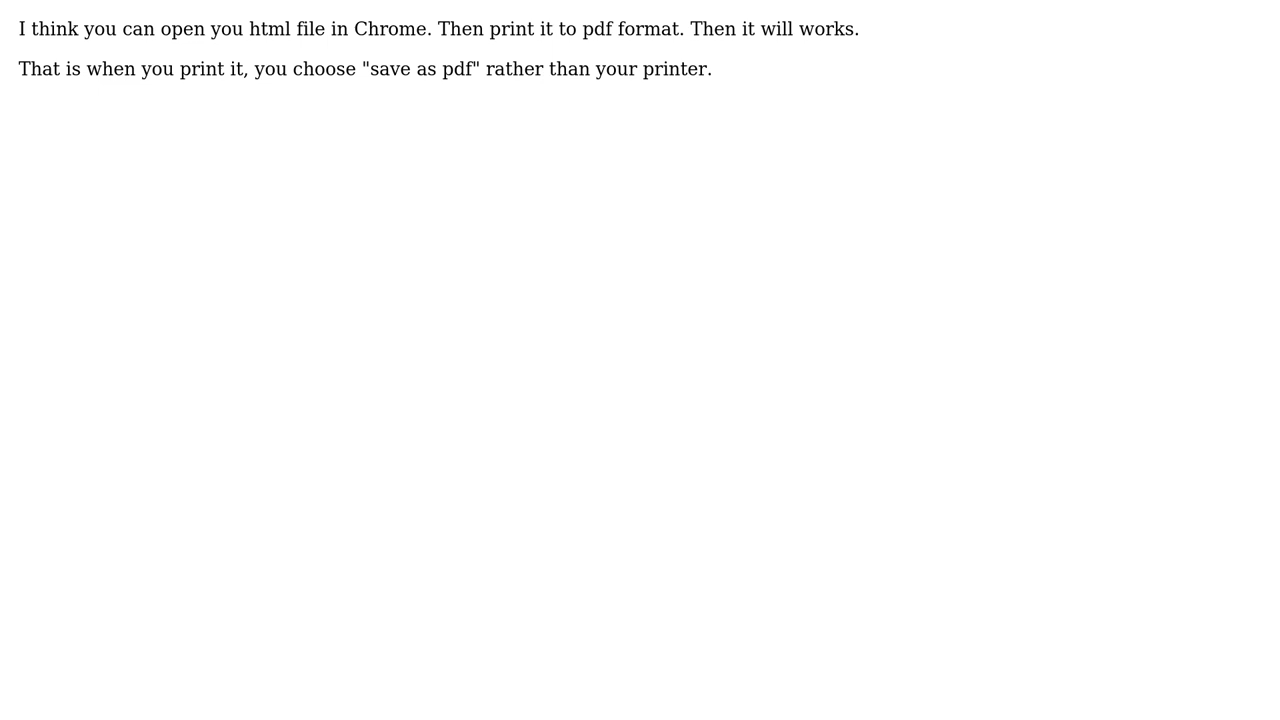 I think you can open you html file in Chrome. Then print it to pdf format. Then it will works.
That is when you print it, you choose "save as pdf" rather than your printer.